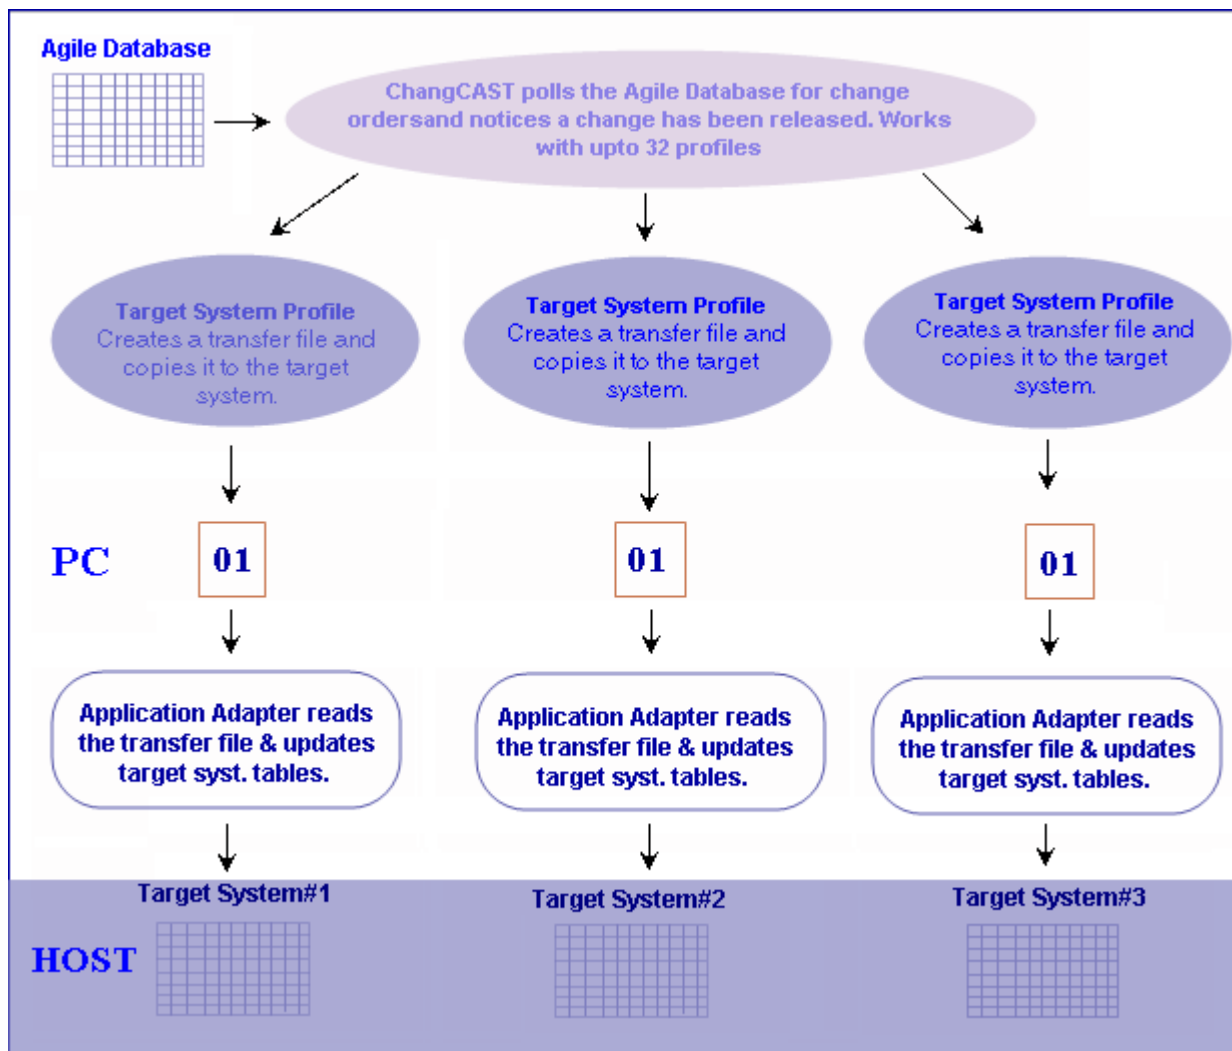 Agile Database
ChangCAST polls the Agile Database for change
ordersand notices a change has been released. Works
with upto 32 profiles
Target System Profile
Creates a transfer file and
copies it to the target
system.
Target System Profile
Creates a transfer file and
copies it to the target
system.
Target System Profile
Creates a transfer file and
copies it to the target
system.
PC
01
01
01
Application Adapter reads
the transfer file & updates
target syst. tables.
Application Adapter reads
the transfer file & updates
target syst. tables.
Application Adapter reads
the transfer file & updates
target syst. tables.
Target System#1
Target System#2
Target System#3
HOST